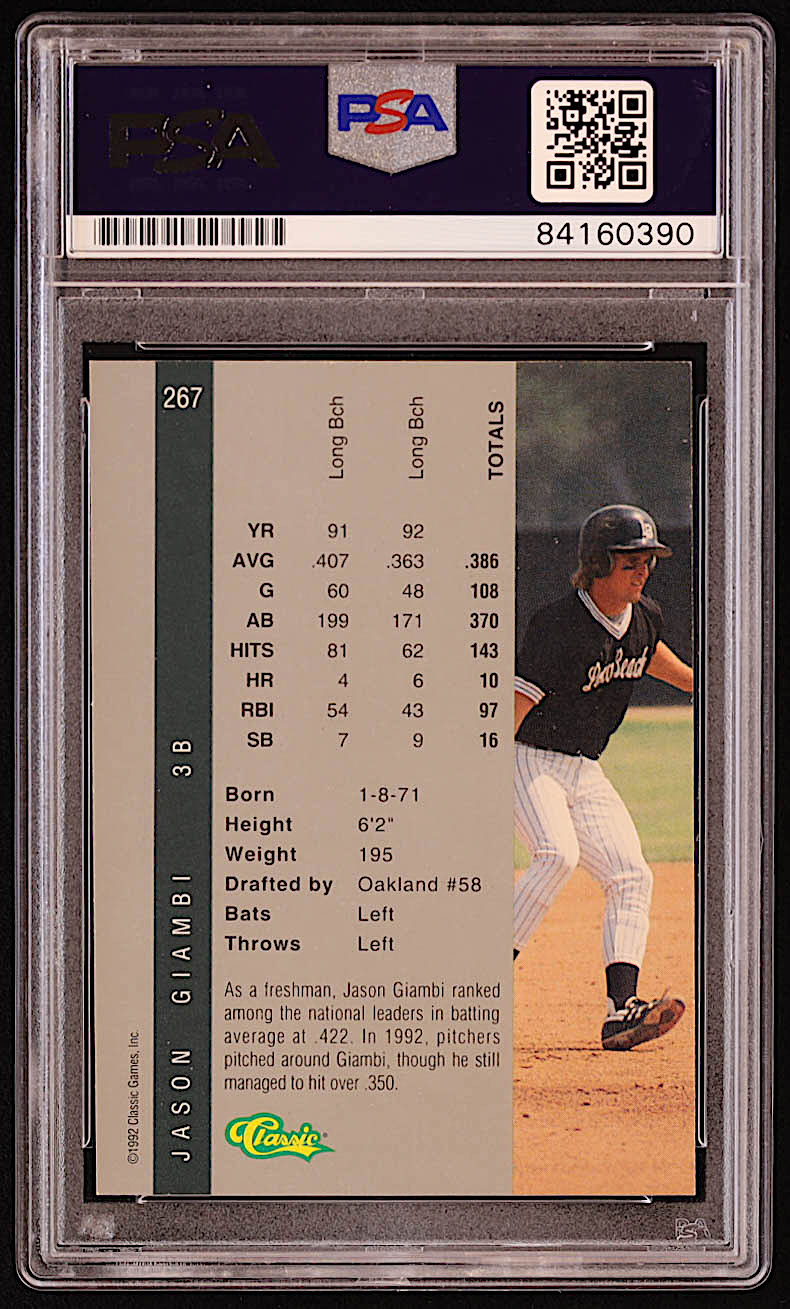 PSA
PSA
84160390
267
Long Bch Long Bch TOTALS
YR 91 92
AVG .407 .363 .386
G 60 48 108
AB 199 171 370
HITS 81 62 143
HR 4 6 10
RBI 54 43 97
SB 7 9 16
Born 1-8-71
Height 6'2"
Weight 195
Drafted by Oakland #58
Bats Left
Throws Left
As a freshman, Jason Giambi ranked
among the national leaders in batting
average at .422. In 1992, pitchers
pitched around Giambi, though he still
managed to hit over .350.
Classic®
JASON GIAMBI 3B
©1992 Classic Games, Inc.
PSA